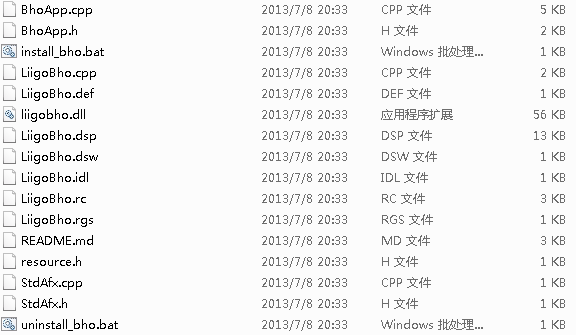 BhoApp.cpp 2013/7/8 20:33 CPP 文件 5 KB
BhoApp.h 2013/7/8 20:33 H 文件 2 KB
install_bho.bat 2013/7/8 20:33 Windows 批处理... 1 KB
LiigoBho.cpp 2013/7/8 20:33 CPP 文件 2 KB
LiigoBho.def 2013/7/8 20:33 DEF 文件 1 KB
liigobho.dll 2013/7/8 20:33 应用程序扩展 56 KB
LiigoBho.dsp 2013/7/8 20:33 DSP 文件 13 KB
LiigoBho.dsw 2013/7/8 20:33 DSW 文件 1 KB
LiigoBho.idl 2013/7/8 20:33 IDL 文件 1 KB
LiigoBho.rc 2013/7/8 20:33 RC 文件 3 KB
LiigoBho.rgs 2013/7/8 20:33 RGS 文件 1 KB
README.md 2013/7/8 20:33 MD 文件 3 KB
resource.h 2013/7/8 20:33 H 文件 1 KB
StdAfx.cpp 2013/7/8 20:33 CPP 文件 1 KB
StdAfx.h 2013/7/8 20:33 H 文件 1 KB
uninstall_bho.bat 2013/7/8 20:33 Windows 批处理... 1 KB